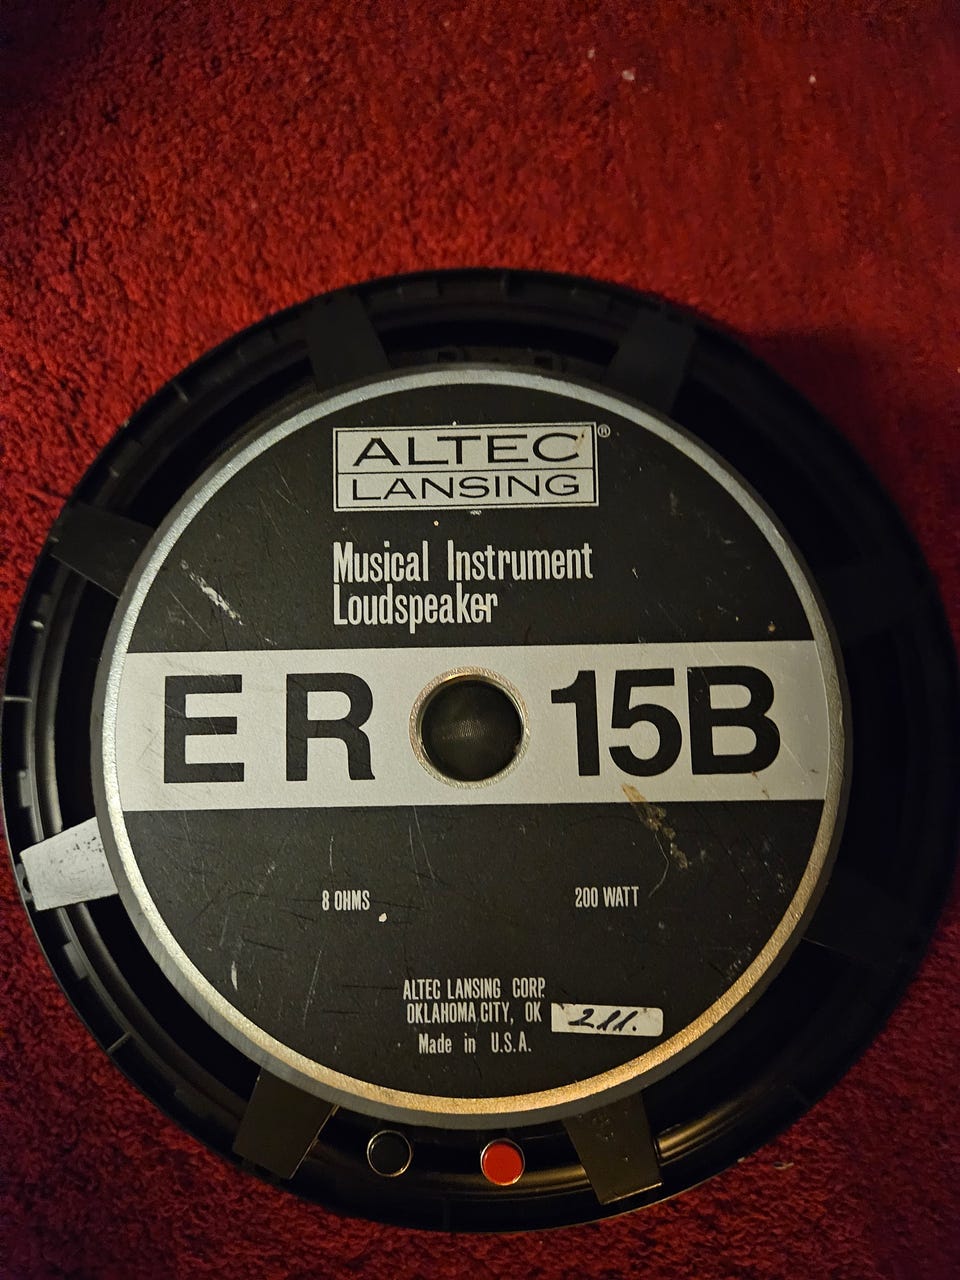 ALTEC®
LANSING
Musical Instrument
Loudspeaker
ER 15B
8 OHMS 200 WATT
ALTEC LANSING CORP.
OKLAHOMA CITY, OK
Made in U.S.A.